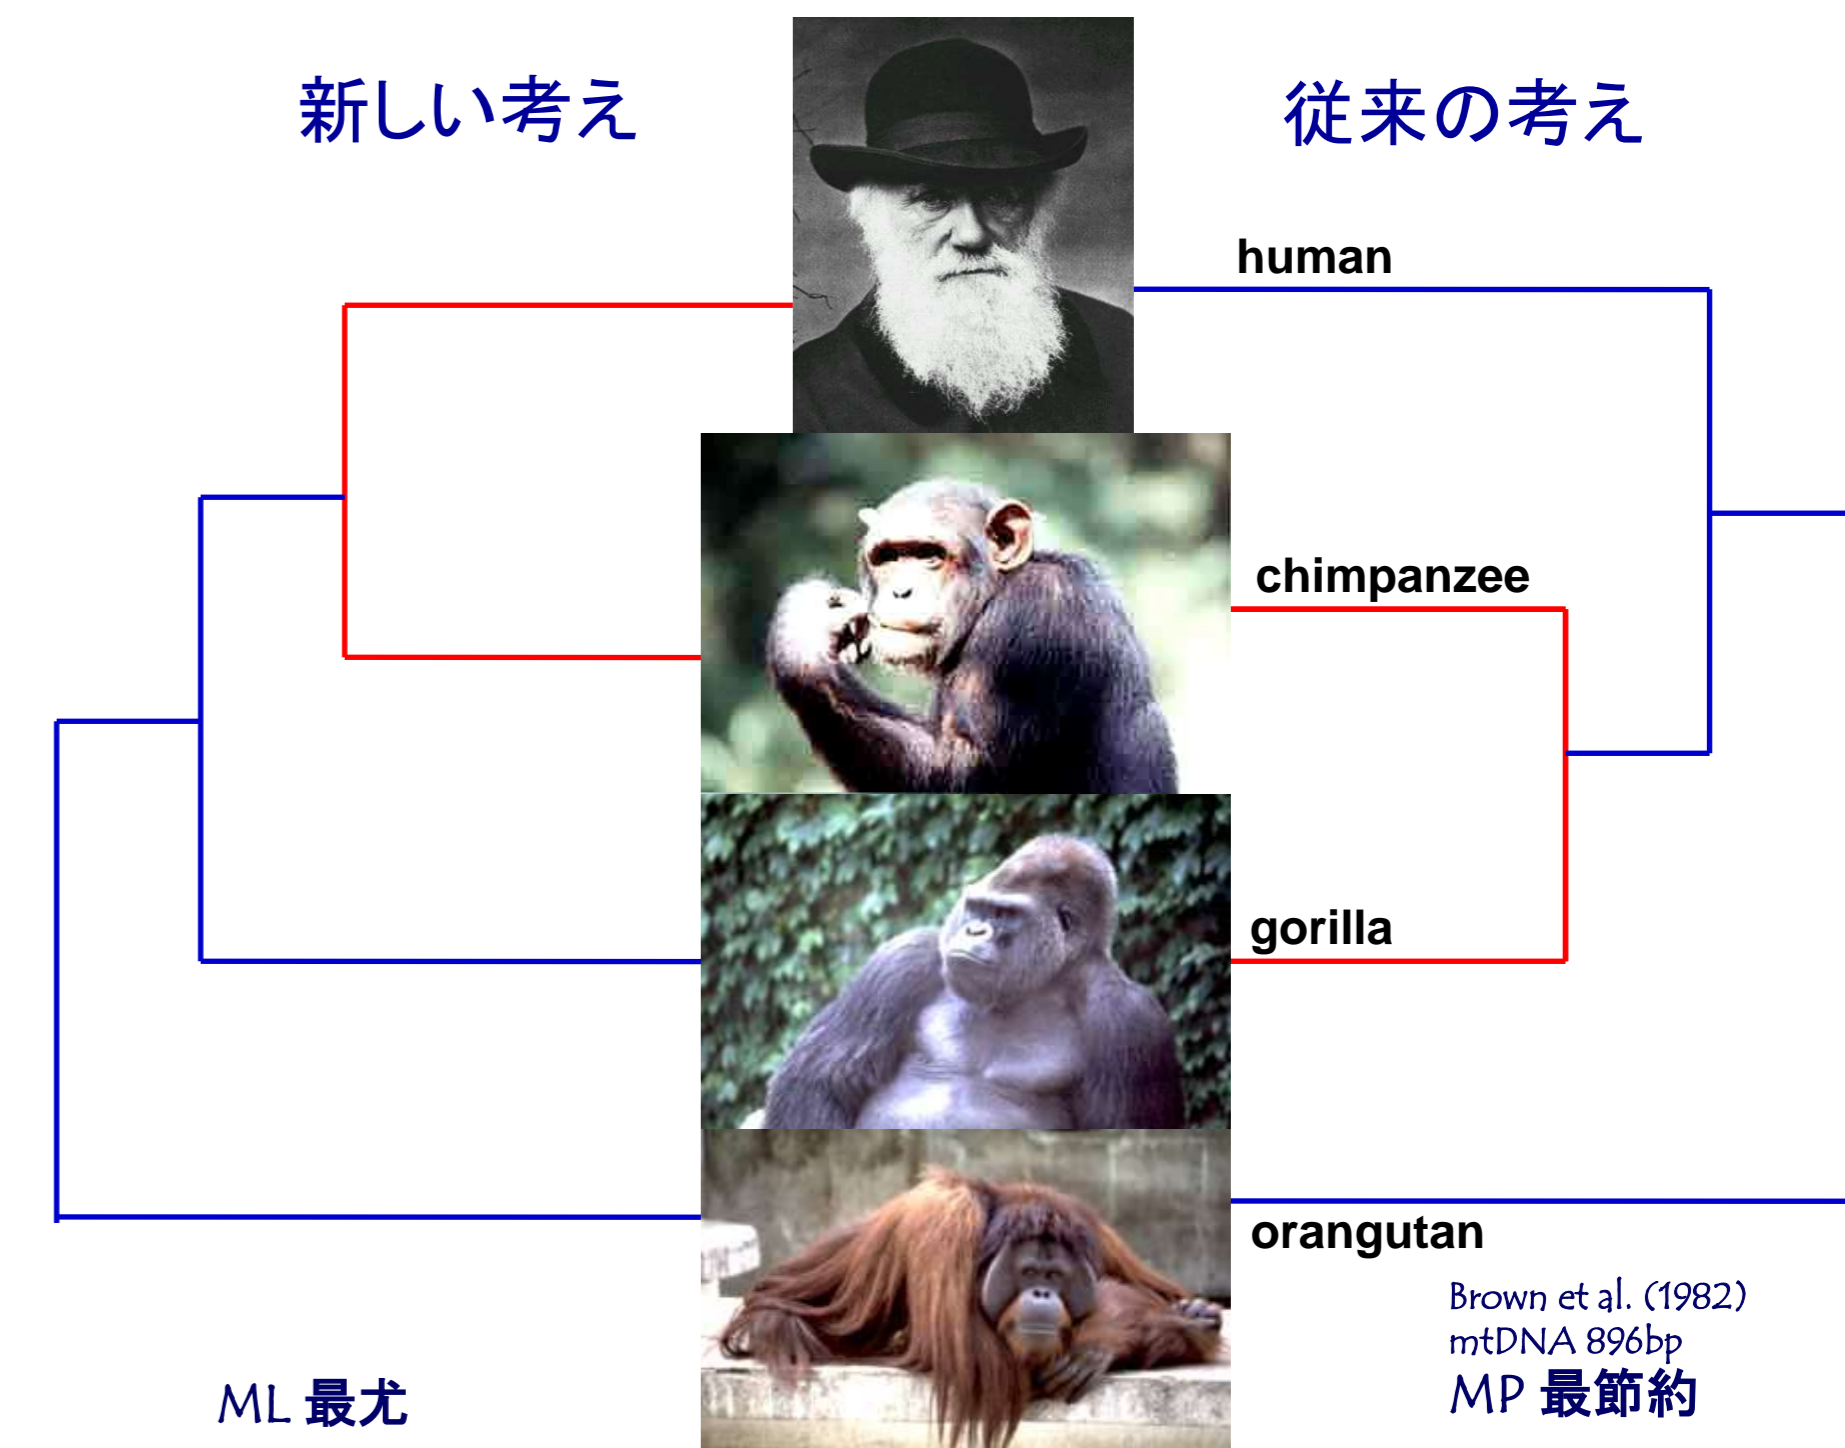 新しい考え
従来の考え
human
chimpanzee
gorilla
orangutan
Brown et al. (1982)
mtDNA 896bp
MP 最節約
ML 最尤